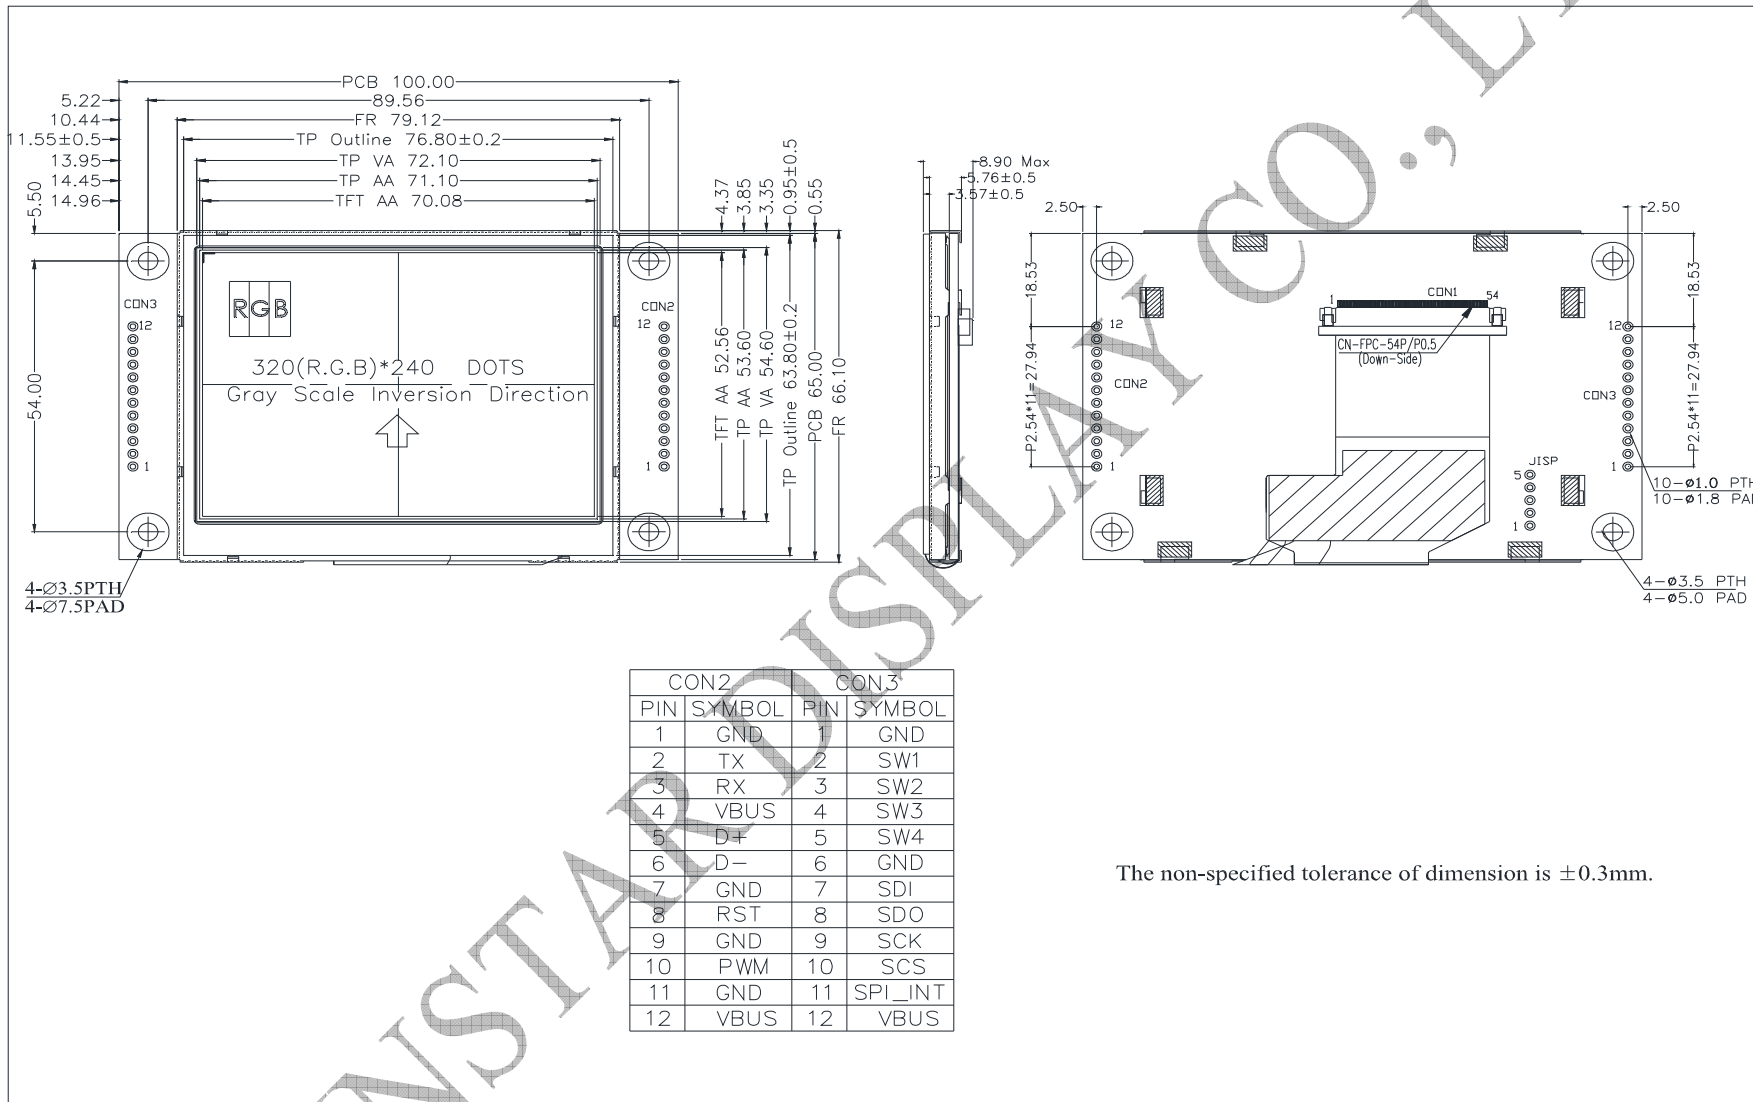 PCB 100.00
5.22
89.56
10.44
FR 79.12
11.55±0.5
TP Outline 76.80±0.2
13.95
TP VA 72.10
14.45
TP AA 71.10
14.96
TFT AA 70.08
5.50
54.00
4.37
3.85
3.35
0.95±0.5
0.55
CON3
12
1
RGB
320(R.G.B)*240 DOTS
Gray Scale Inversion Direction
CON2
12
1
TFT AA 52.56
TP AA 53.60
TP VA 54.60
TP Outline 63.80±0.2
PCB 65.00
FR 66.10
4-Ø3.5PTH
4-Ø7.5PAD
8.90 Max
5.76±0.5
3.57±0.5
2.50
2.50
18.53
P2.54*11=27.94
18.53
P2.54*11=27.94
1
CON1
54
CN-FPC-54P/P0.5
(Down-Side)
12
CON2
1
12
CON3
1
JISP
5
1
10-ø1.0 PTH
10-ø1.8 PAD
4-ø3.5 PTH
4-ø5.0 PAD
CON2 CON3
PIN SYMBOL PIN SYMBOL
1 GND 1 GND
2 TX 2 SW1
3 RX 3 SW2
4 VBUS 4 SW3
5 D+ 5 SW4
6 D- 6 GND
7 GND 7 SDI
8 RST 8 SDO
9 GND 9 SCK
10 PWM 10 SCS
11 GND 11 SPI_INT
12 VBUS 12 VBUS
The non-specified tolerance of dimension is ±0.3mm.
NSTAR DISPLAY CO., L